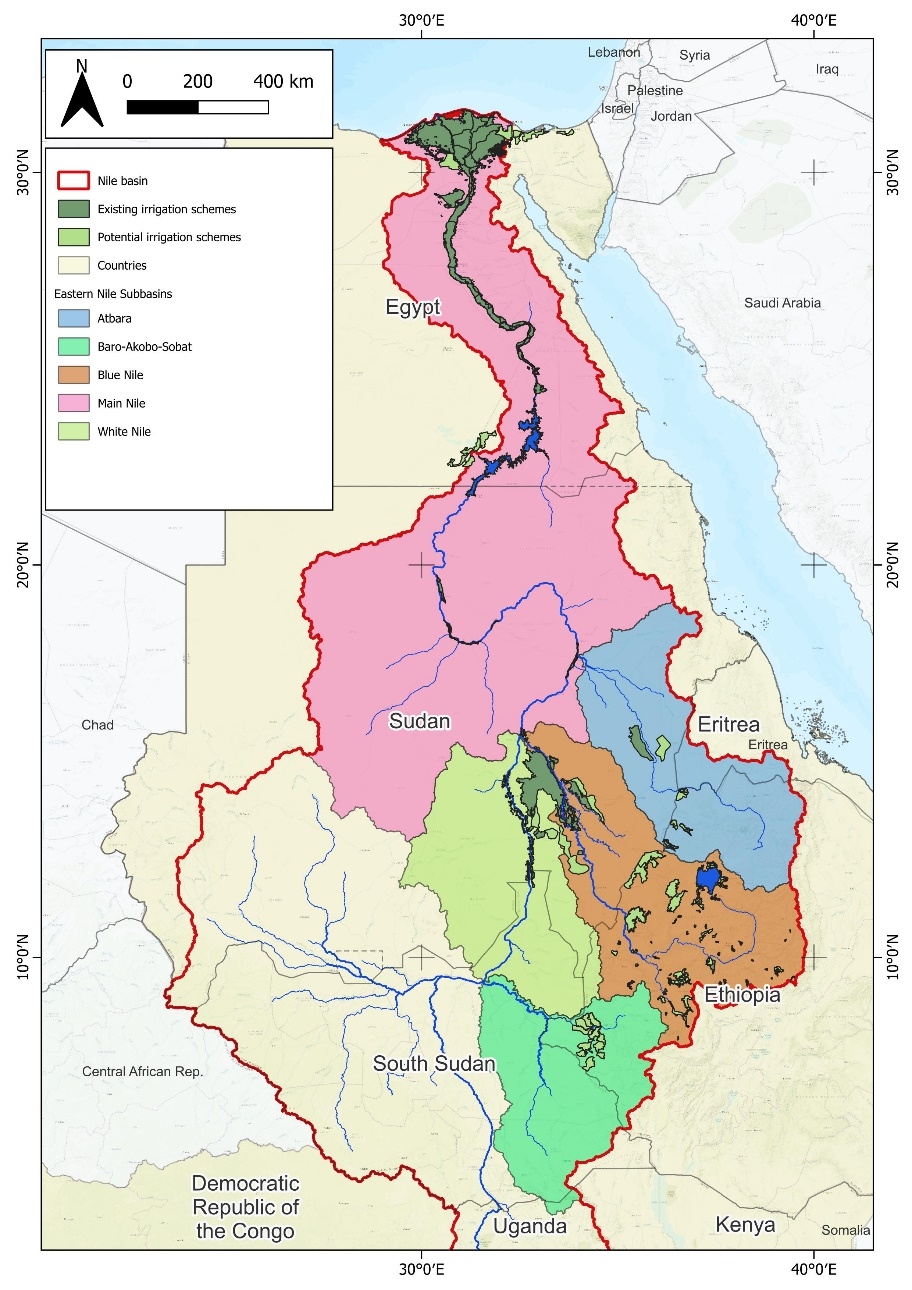 30°0′E
40°0′E
N
0 200 400 km
Lebanon
Syria
Iraq
Palestine
Israel
Jordan
30°0′N
30°0′N
Nile basin
Existing irrigation schemes
Potential irrigation schemes
Countries
Eastern Nile Subbasins
Atbara
Baro-Akobo-Sobat
Blue Nile
Main Nile
White Nile
Egypt
Saudi Arabia
20°0′N
20°0′N
Chad
Sudan
Eritrea
Eritrea
10°0′N
10°0′N
Ethiopia
South Sudan
Central African Rep.
Democratic
Republic of
the Congo
Uganda
Kenya
Somalia
30°0′E
40°0′E